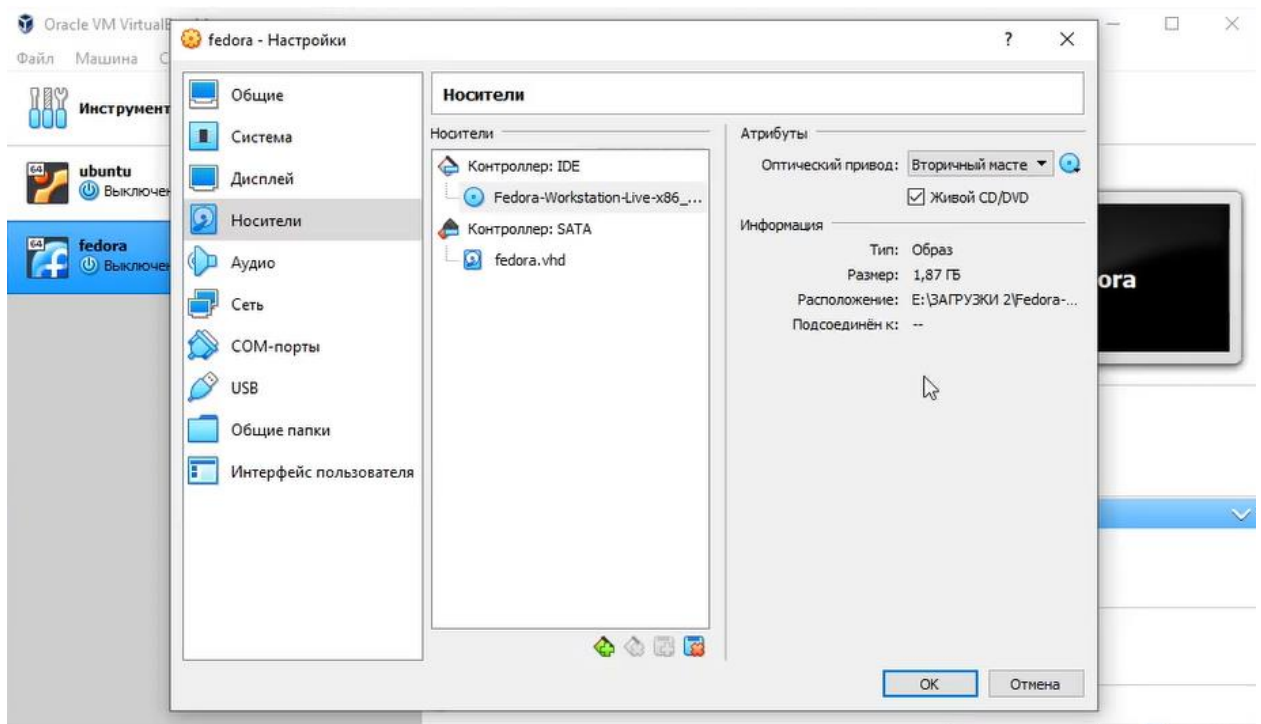 Oracle VM VirtualB
Файл Машина С
Инструмент
64
ubuntu
Выключен
64
fedora
Выключен
fedora - Настройки
?
Общие
Система
Дисплей
Носители
Аудио
Сеть
COM-порты
USB
Общие папки
Интерфейс пользователя
Носители
Носители
Контроллер: IDE
Fedora-Workstation-Live-x86_...
Контроллер: SATA
fedora.vhd
Атрибуты
Оптический привод: Вторичный масте
Живой CD/DVD
Информация
Тип: Образ
Размер: 1,87 ГБ
Расположение: E:\ЗАГРУЗКИ 2\Fedora-...
Подсоединён к: --
OK Отмена
ora